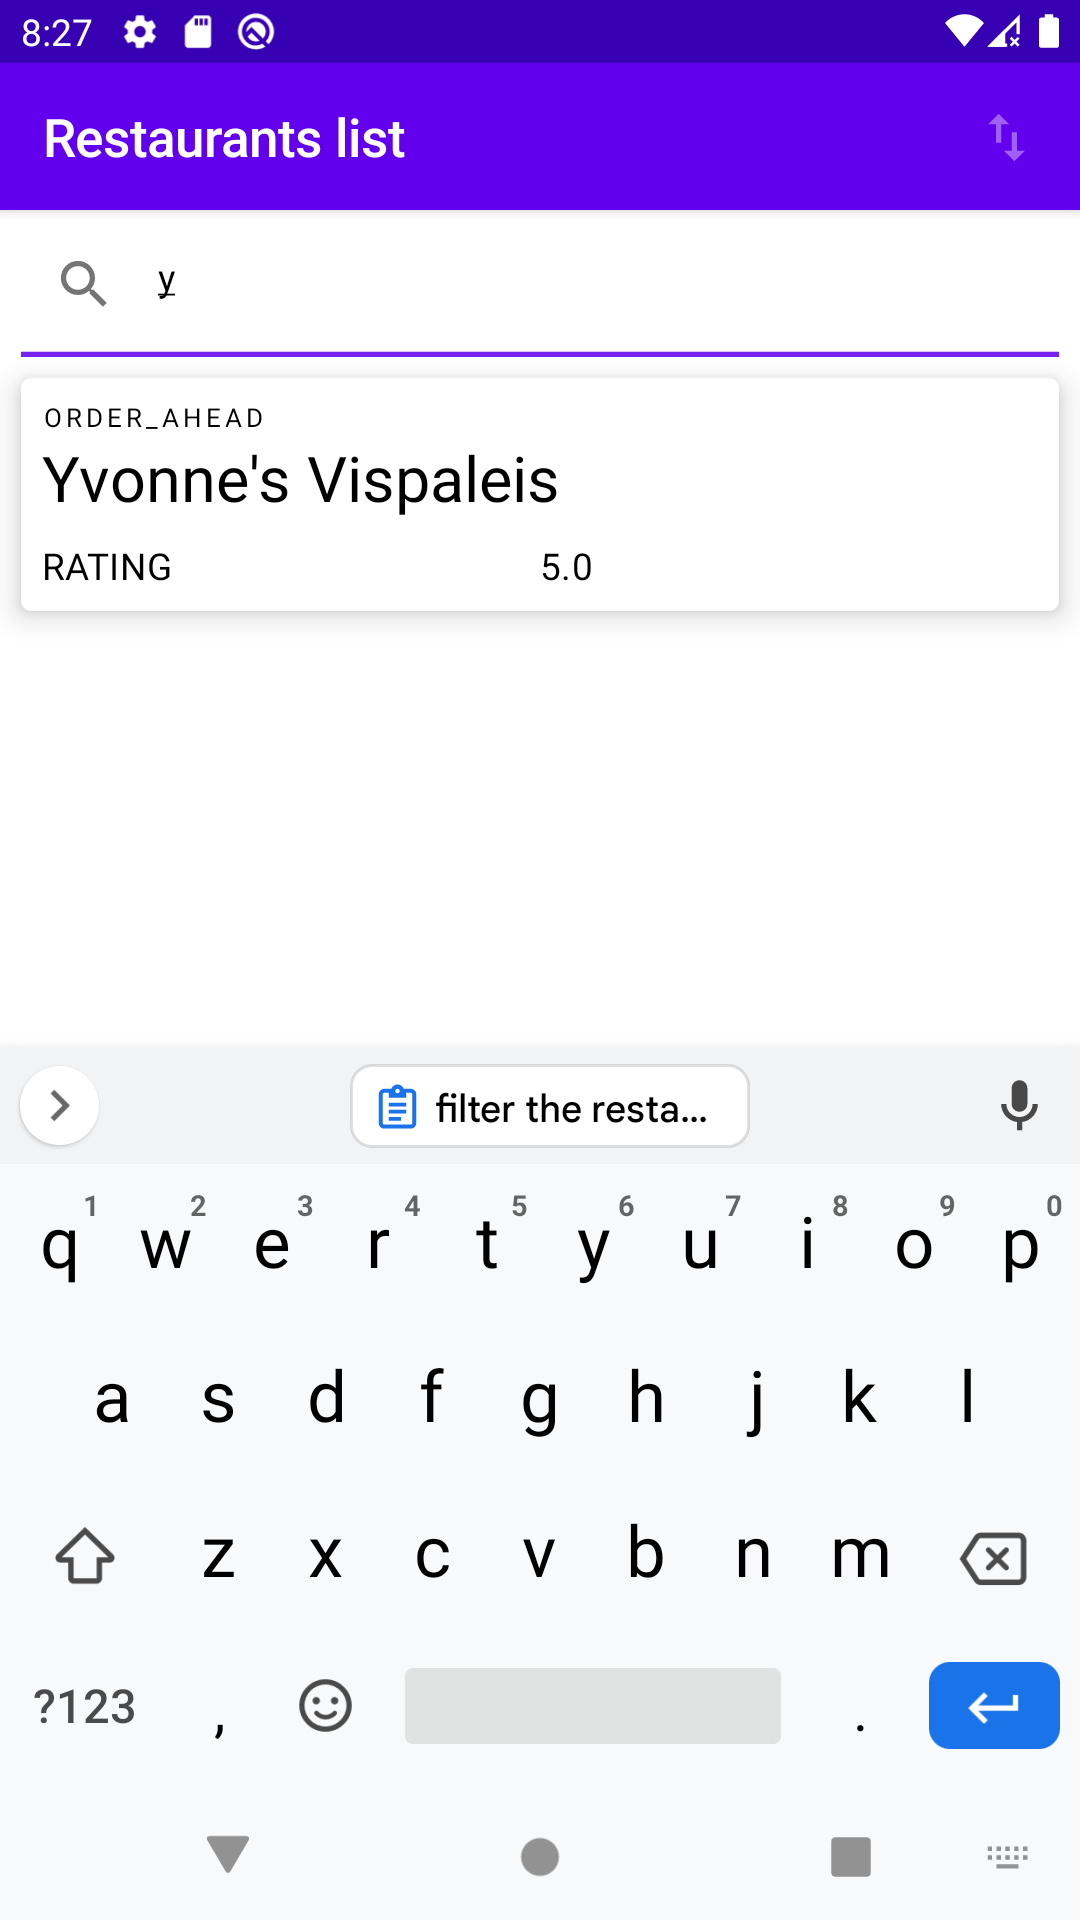 8:27
Restaurants list
y
ORDER_AHEAD
Yvonne's Vispaleis
RATING 5.0
filter the resta...
1 2 3 4 5 6 7 8 9 0
q w e r t y u i o p
a s d f g h j k l
z x c v b n m
?123 , .